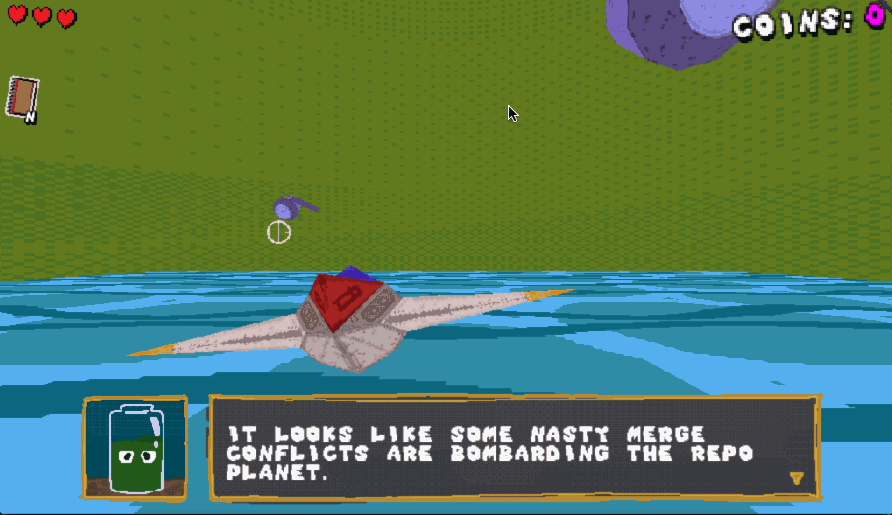 COINS: 0
N
IT LOOKS LIKE SOME NASTY MERGE
CONFLICTS ARE BOMBARDING THE REPO
PLANET.